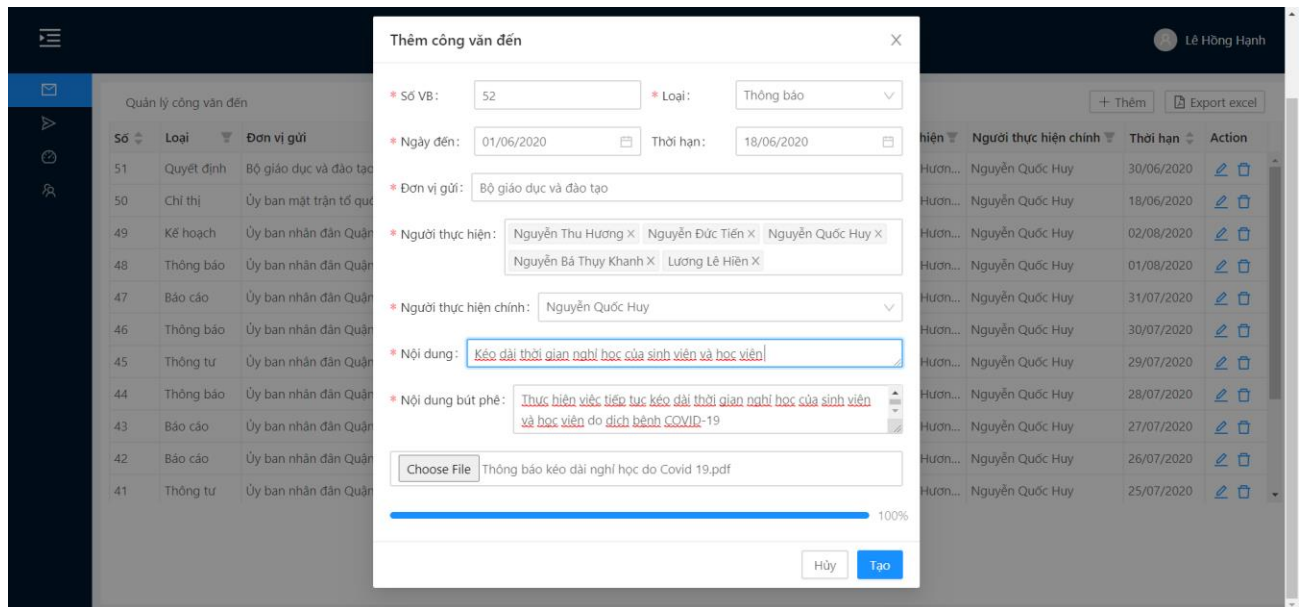 Thêm công văn đến
Lê Hồng Hạnh
* Số VB: 52 * Loại: Thông báo
* Ngày đến: 01/06/2020 Thời hạn: 18/06/2020
* Đơn vị gửi: Bộ giáo dục và đào tạo
* Người thực hiện: Nguyễn Thu Hương × Nguyễn Đức Tiến × Nguyễn Quốc Huy ×
Nguyễn Bá Thụy Khanh × Lương Lê Hiền ×
* Người thực hiện chính: Nguyễn Quốc Huy
* Nội dung: Kéo dài thời gian nghỉ học của sinh viên và học viên
* Nội dung bút phê: Thực hiện việc tiếp tục kéo dài thời gian nghỉ học của sinh viên
và học viên do dịch bệnh COVID-19
Choose File Thông báo kéo dài nghỉ học do Covid 19.pdf
100%
Hủy Tạo
Quản lý công văn đến + Thêm Export excel
Số Loại Đơn vị gửi hiện Người thực hiện chính Thời hạn Action
51 Quyết định Bộ giáo dục và đào tạo Hươn... Nguyễn Quốc Huy 30/06/2020
50 Chỉ thị Ủy ban mặt trận tổ quố Hươn... Nguyễn Quốc Huy 18/06/2020
49 Kế hoạch Ủy ban nhân dân Quận Hươn... Nguyễn Quốc Huy 02/08/2020
48 Thông báo Ủy ban nhân dân Quận Hươn... Nguyễn Quốc Huy 01/08/2020
47 Báo cáo Ủy ban nhân dân Quận Hươn... Nguyễn Quốc Huy 31/07/2020
46 Thông báo Ủy ban nhân dân Quận Hươn... Nguyễn Quốc Huy 30/07/2020
45 Thông tư Ủy ban nhân dân Quận Hươn... Nguyễn Quốc Huy 29/07/2020
44 Thông báo Ủy ban nhân dân Quận Hươn... Nguyễn Quốc Huy 28/07/2020
43 Báo cáo Ủy ban nhân dân Quận Hươn... Nguyễn Quốc Huy 27/07/2020
42 Báo cáo Ủy ban nhân dân Quận Hươn... Nguyễn Quốc Huy 26/07/2020
41 Thông tư Ủy ban nhân dân Quận Hươn... Nguyễn Quốc Huy 25/07/2020